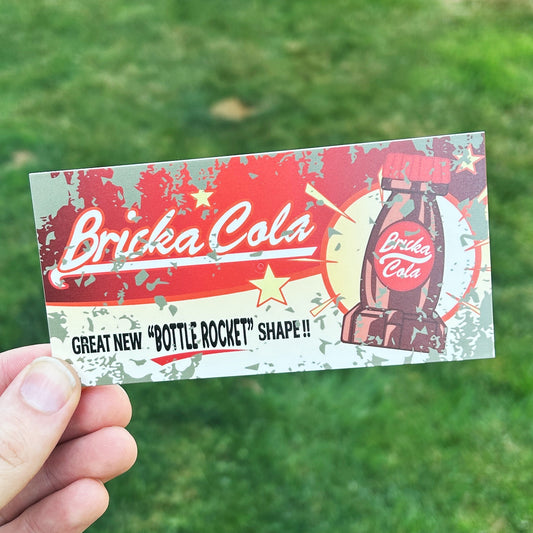 Bricka Cola
Bricka
Cola
GREAT NEW "BOTTLE ROCKET" SHAPE!!